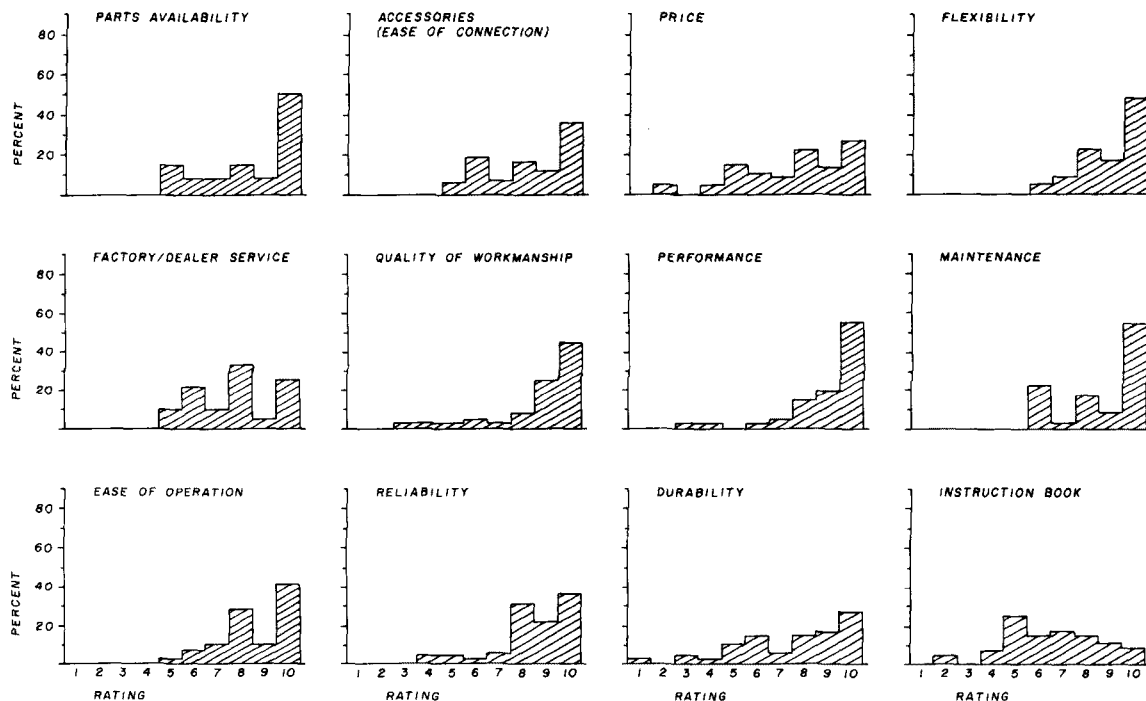 PARTS AVAILABILITY
ACCESSORIES
(EASE OF CONNECTION)
PRICE
FLEXIBILITY
80
60
40
20
PERCENT
FACTORY/DEALER SERVICE
QUALITY OF WORKMANSHIP
PERFORMANCE
MAINTENANCE
80
60
40
20
PERCENT
EASE OF OPERATION
RELIABILITY
DURABILITY
INSTRUCTION BOOK
80
60
40
20
PERCENT
1 2 3 4 5 6 7 8 9 10
1 2 3 4 5 6 7 8 9 10
1 2 3 4 5 6 7 8 9 10
1 2 3 4 5 6 7 8 9 10
RATING
RATING
RATING
RATING